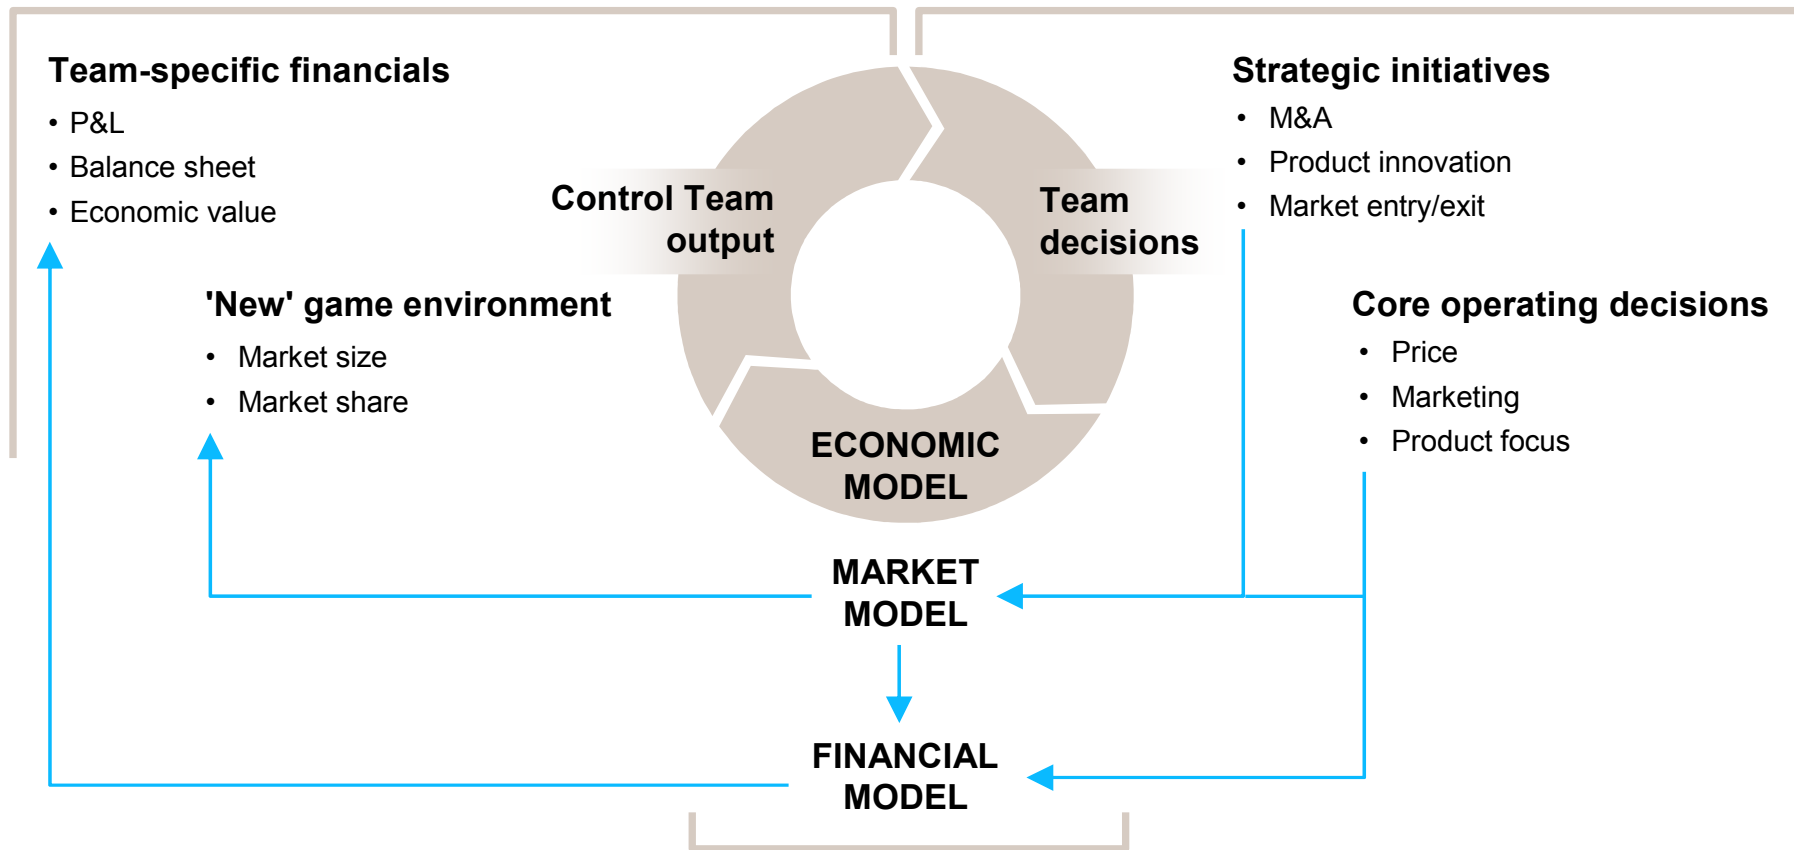 Team-specific financials
• P&L
• Balance sheet
• Economic value
'New' game environment
• Market size
• Market share
Control Team
output
Team
decisions
ECONOMIC
MODEL
MARKET
MODEL
FINANCIAL
MODEL
Strategic initiatives
• M&A
• Product innovation
• Market entry/exit
Core operating decisions
• Price
• Marketing
• Product focus